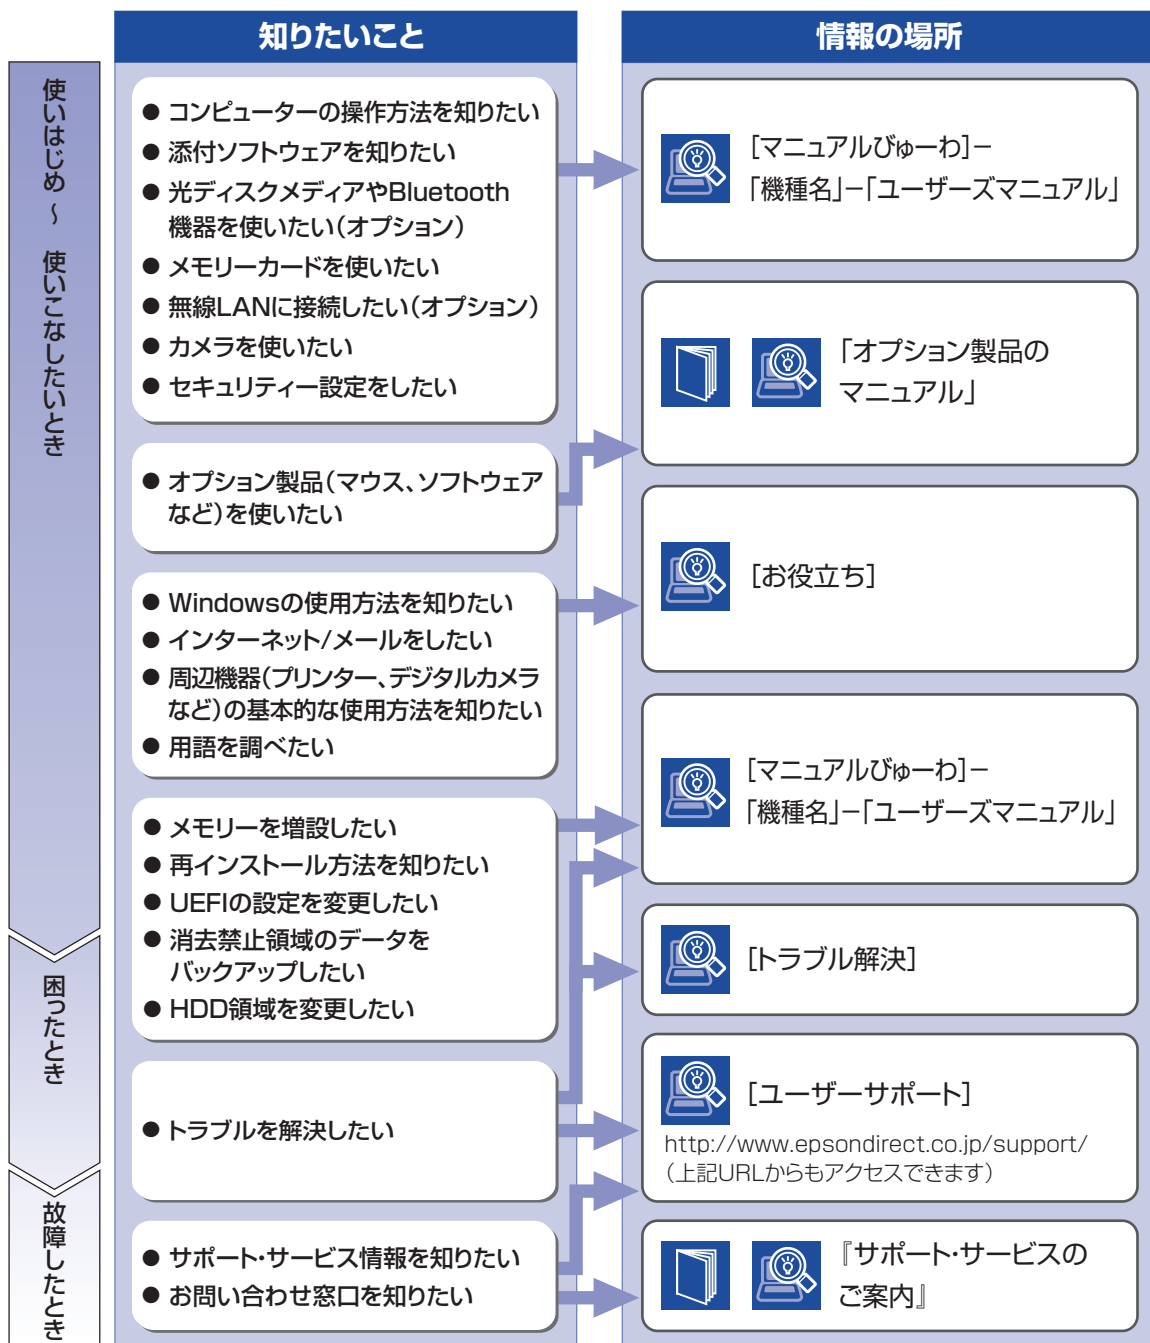 知りたいこと
情報の場所
使いはじめ ～ 使いこなしたいとき
● コンピューターの操作方法を知りたい
● 添付ソフトウェアを知りたい
● 光ディスクメディアやBluetooth
機器を使いたい(オプション)
● メモリーカードを使いたい
● 無線LANに接続したい(オプション)
● カメラを使いたい
● セキュリティー設定をしたい
● オプション製品(マウス、ソフトウェア
など)を使いたい
● Windowsの使用方法を知りたい
● インターネット/メールをしたい
● 周辺機器(プリンター、デジタルカメラ
など)の基本的な使用方法を知りたい
● 用語を調べたい
● メモリーを増設したい
● 再インストール方法を知りたい
● UEFIの設定を変更したい
● 消去禁止領域のデータを
バックアップしたい
● HDD領域を変更したい
困ったとき
● トラブルを解決したい
故障したとき
● サポート・サービス情報を知りたい
● お問い合わせ窓口を知りたい
[マニュアルびゅーわ]－
「機種名」－「ユーザーズマニュアル」
「オプション製品の
マニュアル」
[お役立ち]
[マニュアルびゅーわ]－
「機種名」－「ユーザーズマニュアル」
[トラブル解決]
[ユーザーサポート]
http://www.epsondirect.co.jp/support/
(上記URLからもアクセスできます)
『サポート・サービスの
ご案内』